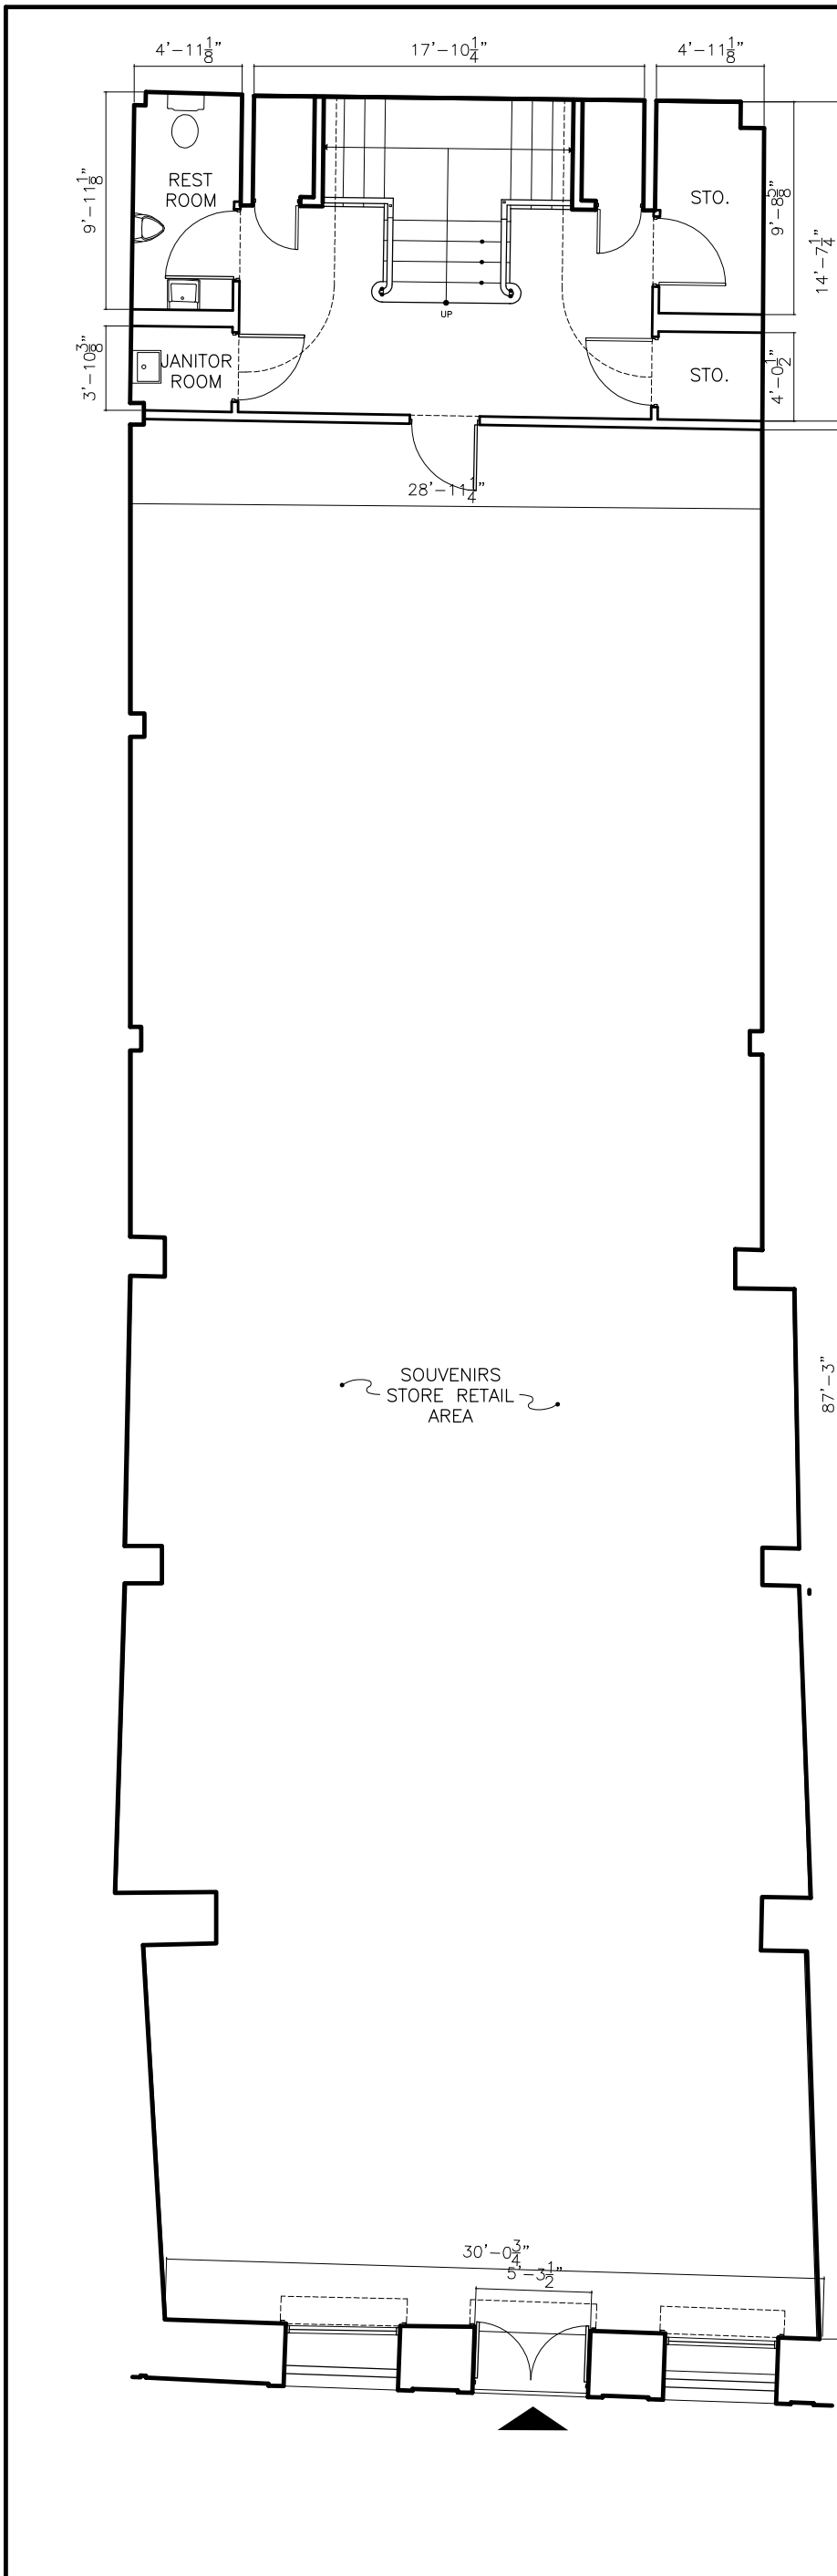 4'-11 1/8" 17'-10 1/4" 4'-11 1/8"
REST
ROOM
9'-11 1/8"
STO.
9'-8 5/8"
14'-7 1/4"
UP
JANITOR
ROOM
3'-10 3/8"
STO.
4'-0 1/2"
28'-11 1/4"
SOUVENIRS
STORE RETAIL
AREA
87'-3"
30'-0 3/4"
5'-3 1/2"